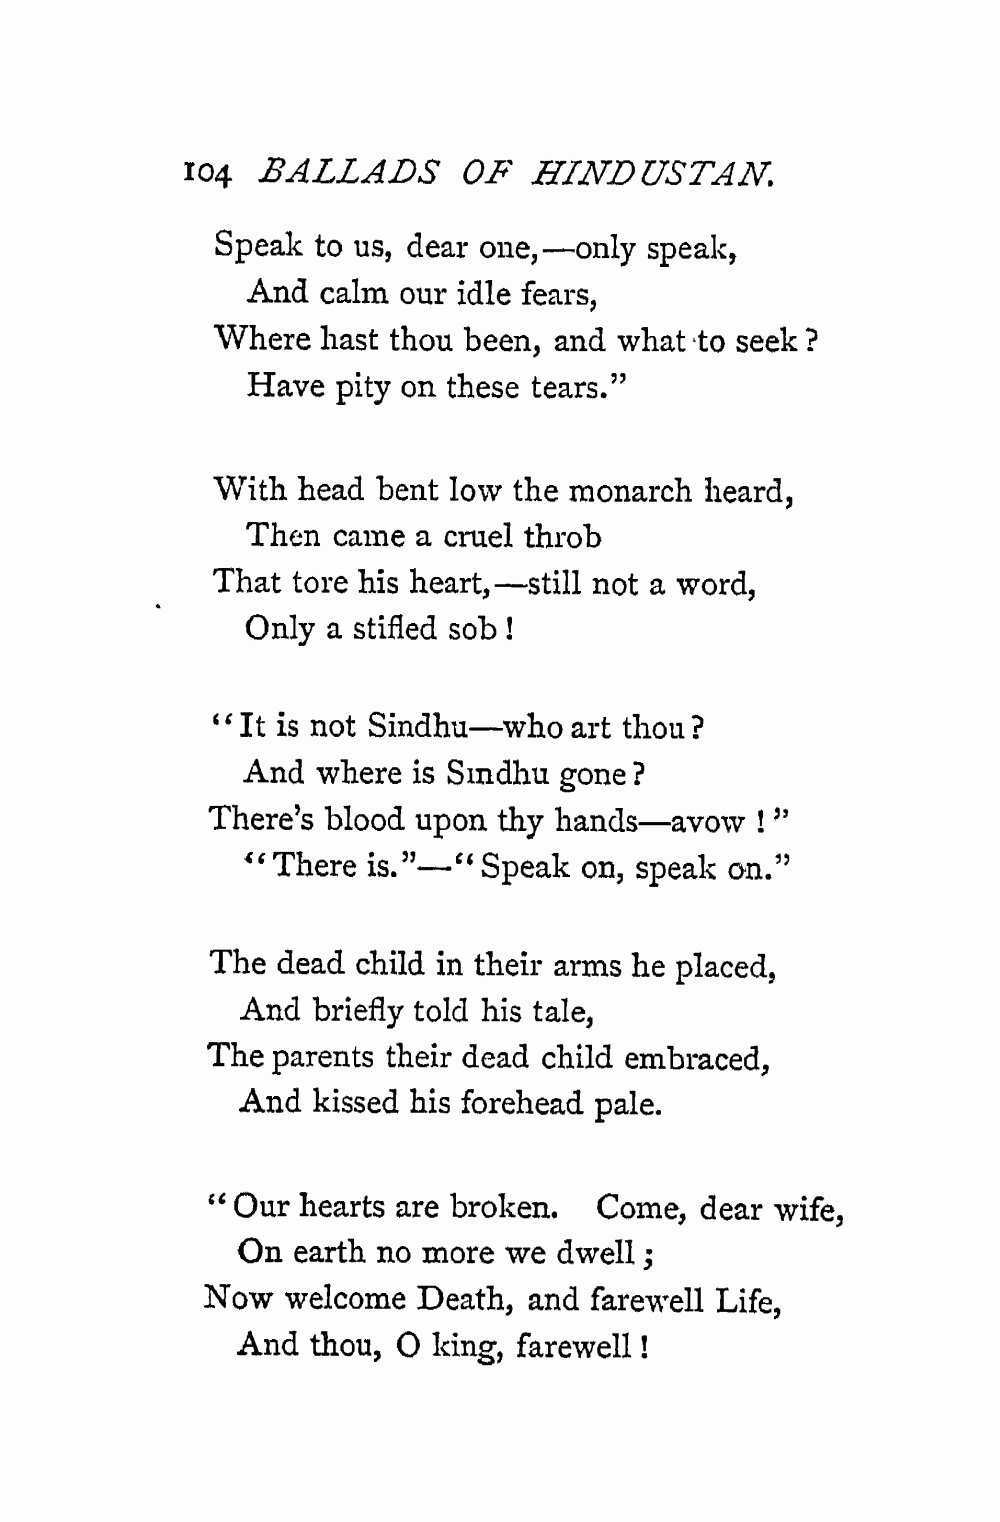 104 BALLADS OF HINDUSTAN.
Speak to us, dear one,—only speak,
And calm our idle fears,
Where hast thou been, and what to seek?
Have pity on these tears.”
With head bent low the monarch heard,
Then came a cruel throb
That tore his heart,—still not a word,
Only a stifled sob!
“It is not Sindhu—who art thou?
And where is Sindhu gone?
There’s blood upon thy hands—avow!”
“There is.”—“Speak on, speak on.”
The dead child in their arms he placed,
And briefly told his tale,
The parents their dead child embraced,
And kissed his forehead pale.
“Our hearts are broken. Come, dear wife,
On earth no more we dwell;
Now welcome Death, and farewell Life,
And thou, O king, farewell!